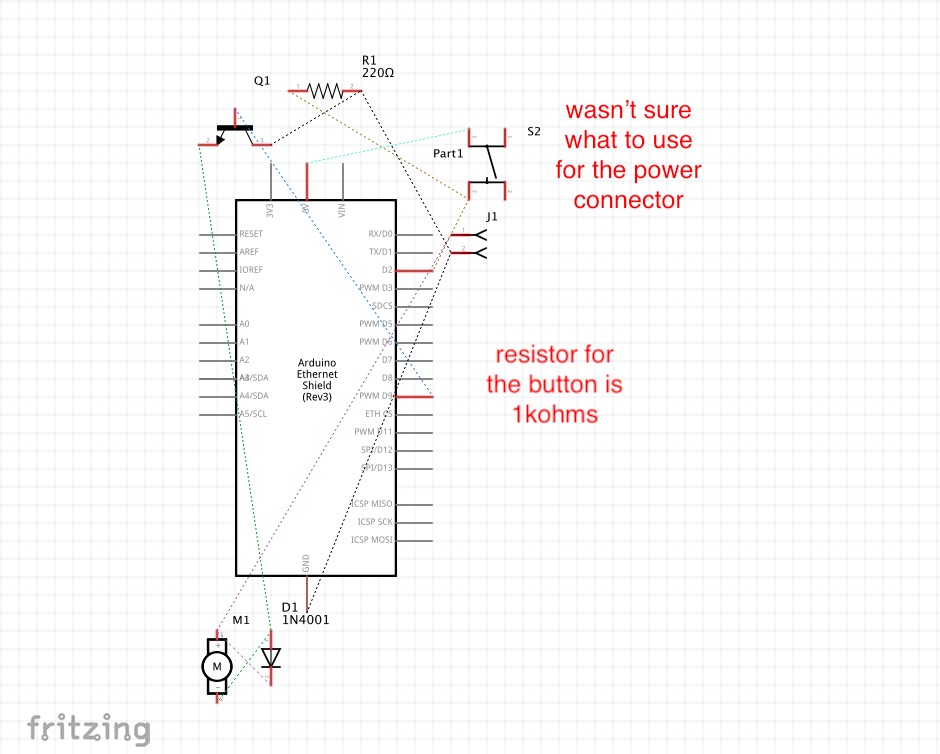 R1
220Ω
Q1
S2
Part1
wasn't sure
what to use
for the power
connector
J1
3V3
5V
VIN
RESET
AREF
IOREF
N/A
A0
A1
A2
A4/SDA
A5/SCL
RX/D0
TX/D1
D2
PWM D3
SDCS
PWM D5
PWM D6
D7
D8
PWM D9
ETH CS
PWM D11
SPI/D12
SPI/D13
ICSP MISO
ICSP SCK
ICSP MOSI
Arduino
Ethernet
Shield
(Rev3)
resistor for
the button is
1kohms
GND
D1
1N4001
M1
M
fritzing